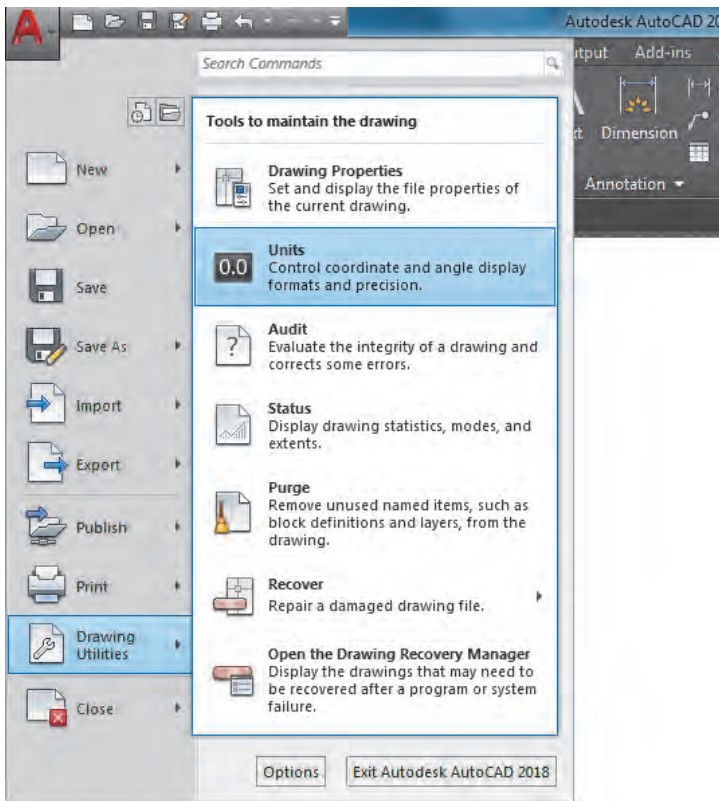 Autodesk AutoCAD 20
Search Commands
Add-ins
Tools to maintain the drawing
Dimension
Annotation
New
Open
Save
Save As
Import
Export
Publish
Print
Drawing
Utilities
Close
Drawing Properties
Set and display the file properties of
the current drawing.
0.0
Units
Control coordinate and angle display
formats and precision.
Audit
Evaluate the integrity of a drawing and
corrects some errors.
Status
Display drawing statistics, modes, and
extents.
Purge
Remove unused named items, such as
block definitions and layers, from the
drawing.
Recover
Repair a damaged drawing file.
Open the Drawing Recovery Manager
Display the drawings that may need to
be recovered after a program or system
failure.
Options
Exit Autodesk AutoCAD 2018